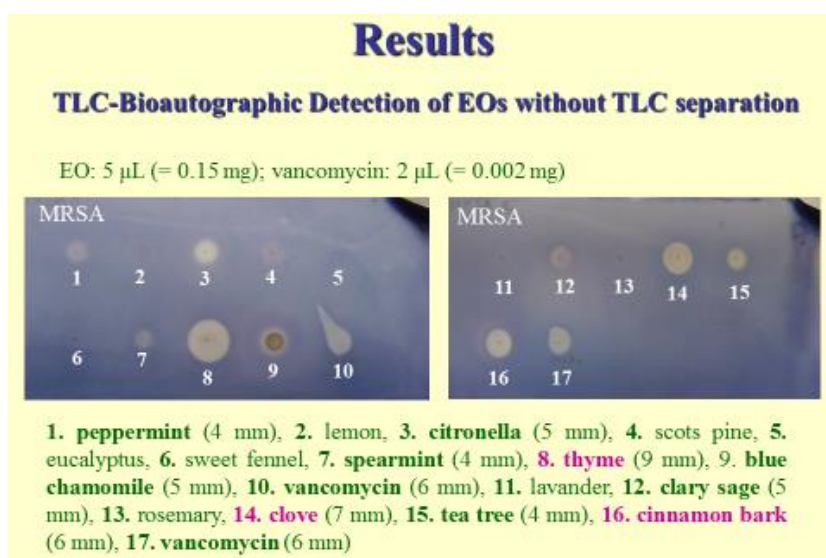 Results
TLC-Bioautographic Detection of EOs without TLC separation
EO: 5 μL (= 0.15 mg); vancomycin: 2 μL (= 0.002 mg)
MRSA
1 2 3 4 5
6 7 8 9 10
MRSA
11 12 13 14 15
16 17
1. peppermint (4 mm), 2. lemon, 3. citronella (5 mm), 4. scots pine, 5.
eucalyptus, 6. sweet fennel, 7. spearmint (4 mm), 8. thyme (9 mm), 9. blue
chamomile (5 mm), 10. vancomycin (6 mm), 11. lavander, 12. clary sage (5
mm), 13. rosemary, 14. clove (7 mm), 15. tea tree (4 mm), 16. cinnamon bark
(6 mm), 17. vancomycin (6 mm)